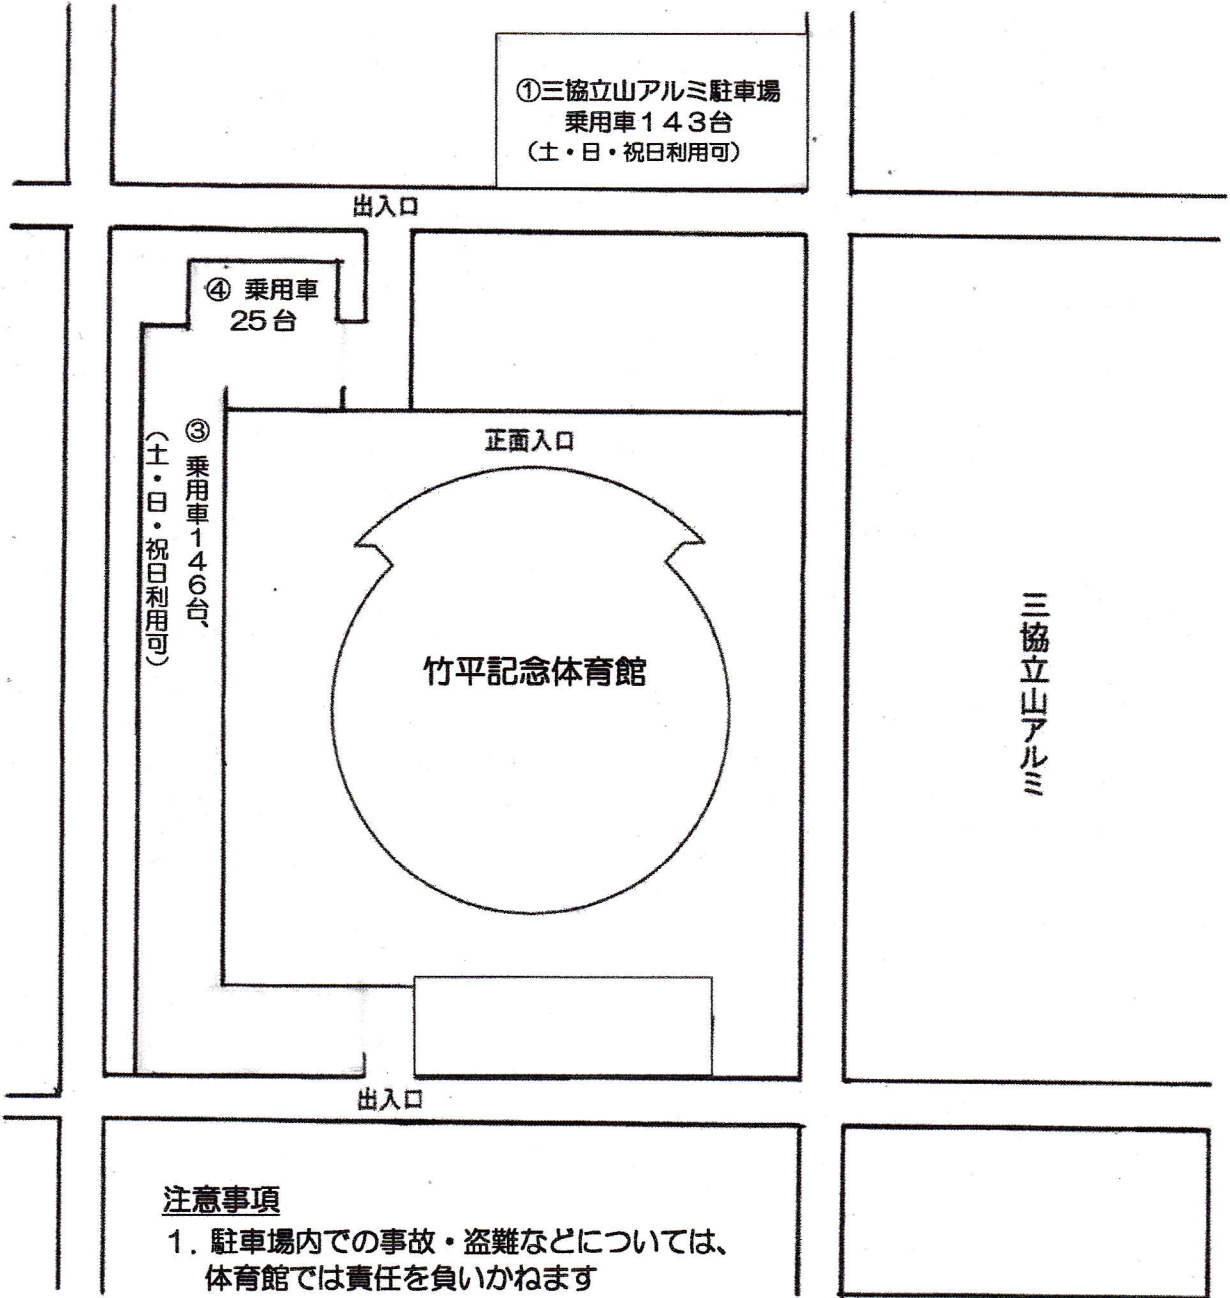 ①三協立山アルミ駐車場
乗用車143台
(土・日・祝日利用可)
出入口
④ 乗用車
25台
③ 乗用車146台、
(土・日・祝日利用可)
正面入口
竹平記念体育館
三協立山アルミ
出入口
注意事項
1. 駐車場内での事故・盗難などについては、
体育館では責任を負いかねます